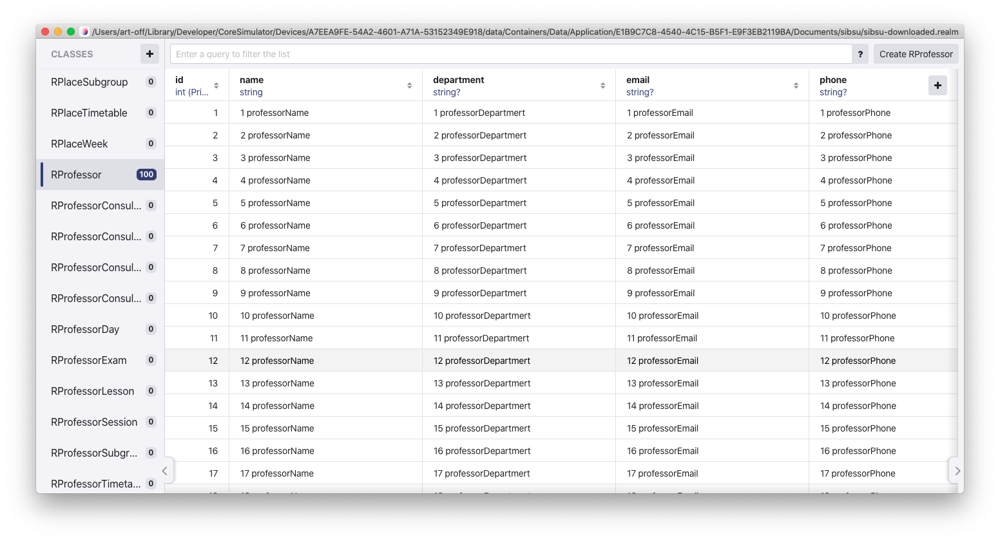 /Users/art-off/Library/Developer/CoreSimulator/Devices/A7EEA9FE-54A2-4601-A71A-53152349E918/data/Containers/Data/Application/E1B9C7C8-4540-4C15-B5F1-E9F3EB2119BA/Documents/sibsu/sibsu-downloaded.realm
CLASSES +
Enter a query to filter the list ? Create RProfessor
RPlaceSubgroup 0
RPlaceTimetable 0
RPlaceWeek 0
RProfessor 100
RProfessorConsul... 0
RProfessorConsul... 0
RProfessorConsul... 0
RProfessorConsul... 0
RProfessorDay 0
RProfessorExam 0
RProfessorLesson 0
RProfessorSession 0
RProfessorSubgr... 0
RProfessorTimeta... 0
id name department email phone +
int (Pri... string string? string? string?
1 1 professorName 1 professorDepartmert 1 professorEmail 1 professorPhone
2 2 professorName 2 professorDepartmert 2 professorEmail 2 professorPhone
3 3 professorName 3 professorDepartmert 3 professorEmail 3 professorPhone
4 4 professorName 4 professorDepartmert 4 professorEmail 4 professorPhone
5 5 professorName 5 professorDepartmert 5 professorEmail 5 professorPhone
6 6 professorName 6 professorDepartmert 6 professorEmail 6 professorPhone
7 7 professorName 7 professorDepartmert 7 professorEmail 7 professorPhone
8 8 professorName 8 professorDepartmert 8 professorEmail 8 professorPhone
9 9 professorName 9 professorDepartmert 9 professorEmail 9 professorPhone
10 10 professorName 10 professorDepartmert 10 professorEmail 10 professorPhone
11 11 professorName 11 professorDepartmert 11 professorEmail 11 professorPhone
12 12 professorName 12 professorDepartmert 12 professorEmail 12 professorPhone
13 13 professorName 13 professorDepartmert 13 professorEmail 13 professorPhone
14 14 professorName 14 professorDepartmert 14 professorEmail 14 professorPhone
15 15 professorName 15 professorDepartmert 15 professorEmail 15 professorPhone
16 16 professorName 16 professorDepartmert 16 professorEmail 16 professorPhone
17 17 professorName 17 professorDepartmert 17 professorEmail 17 professorPhone